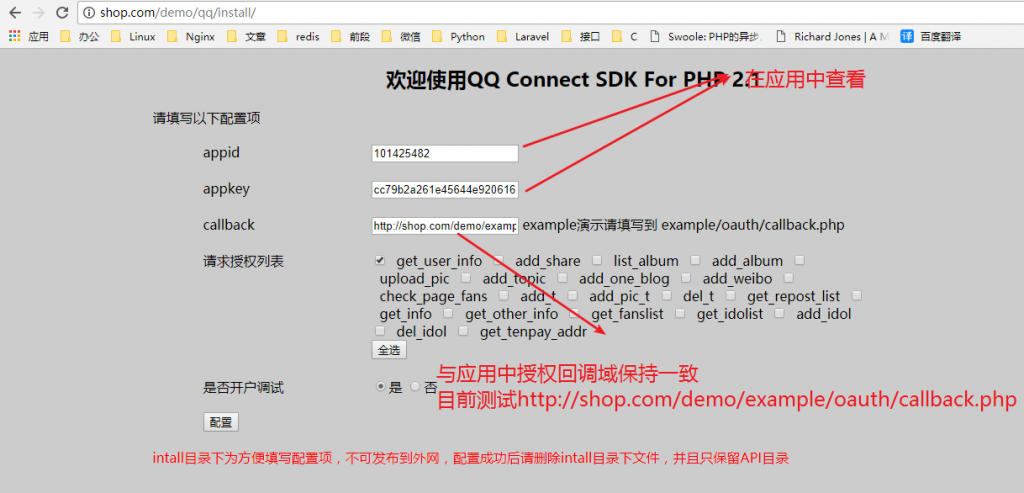 shop.com/demo/qq/install/
应用 办公 Linux Nginx 文章 redis 前段 微信 Python Laravel 接口 C Swoole: PHP的异步 Richard Jones | A M 译 百度翻译
欢迎使用QQ Connect SDK For PHP 2.1
在应用中查看
请填写以下配置项
appid 101425482
appkey cc79b2a261e45644e920616
callback http://shop.com/demo/examp example演示请填写到 example/oauth/callback.php
请求授权列表 get_user_info add_share list_album add_album
upload_pic add_topic add_one_blog add_weibo
check_page_fans add_t add_pic_t del_t get_repost_list
get_info get_other_info get_fanslist get_idolist add_idol
del_idol get_tenpay_addr
全选
与应用中授权回调域保持一致
是否开户调试 是 否
目前测试http://shop.com/demo/example/oauth/callback.php
配置
intall目录下为方便填写配置项，不可发布到外网，配置成功后请删除intall目录下文件，并且只保留API目录